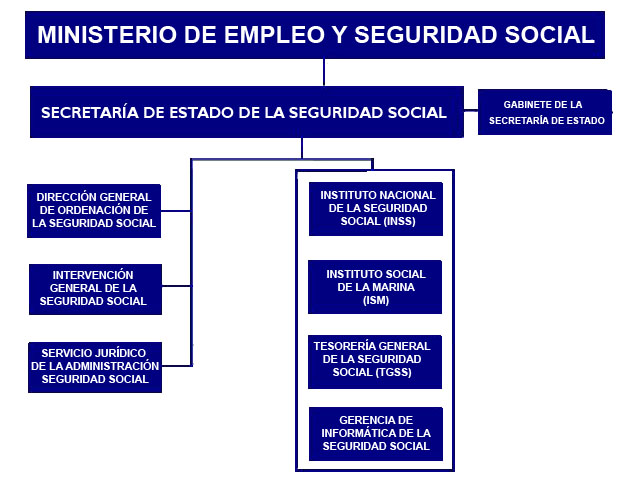 MINISTERIO DE EMPLEO Y SEGURIDAD SOCIAL
SECRETARÍA DE ESTADO DE LA SEGURIDAD SOCIAL
GABINETE DE LA
SECRETARÍA DE ESTADO
DIRECCIÓN GENERAL
DE ORDENACIÓN DE
LA SEGURIDAD SOCIAL
INTERVENCIÓN
GENERAL DE LA
SEGURIDAD SOCIAL
SERVICIO JURÍDICO
DE LA ADMINISTRACIÓN
SEGURIDAD SOCIAL
INSTITUTO NACIONAL
DE LA SEGURIDAD
SOCIAL (INSS)
INSTITUTO SOCIAL
DE LA MARINA
(ISM)
TESORERÍA GENERAL
DE LA SEGURIDAD
SOCIAL (TGSS)
GERENCIA DE
INFORMÁTICA DE LA
SEGURIDAD SOCIAL